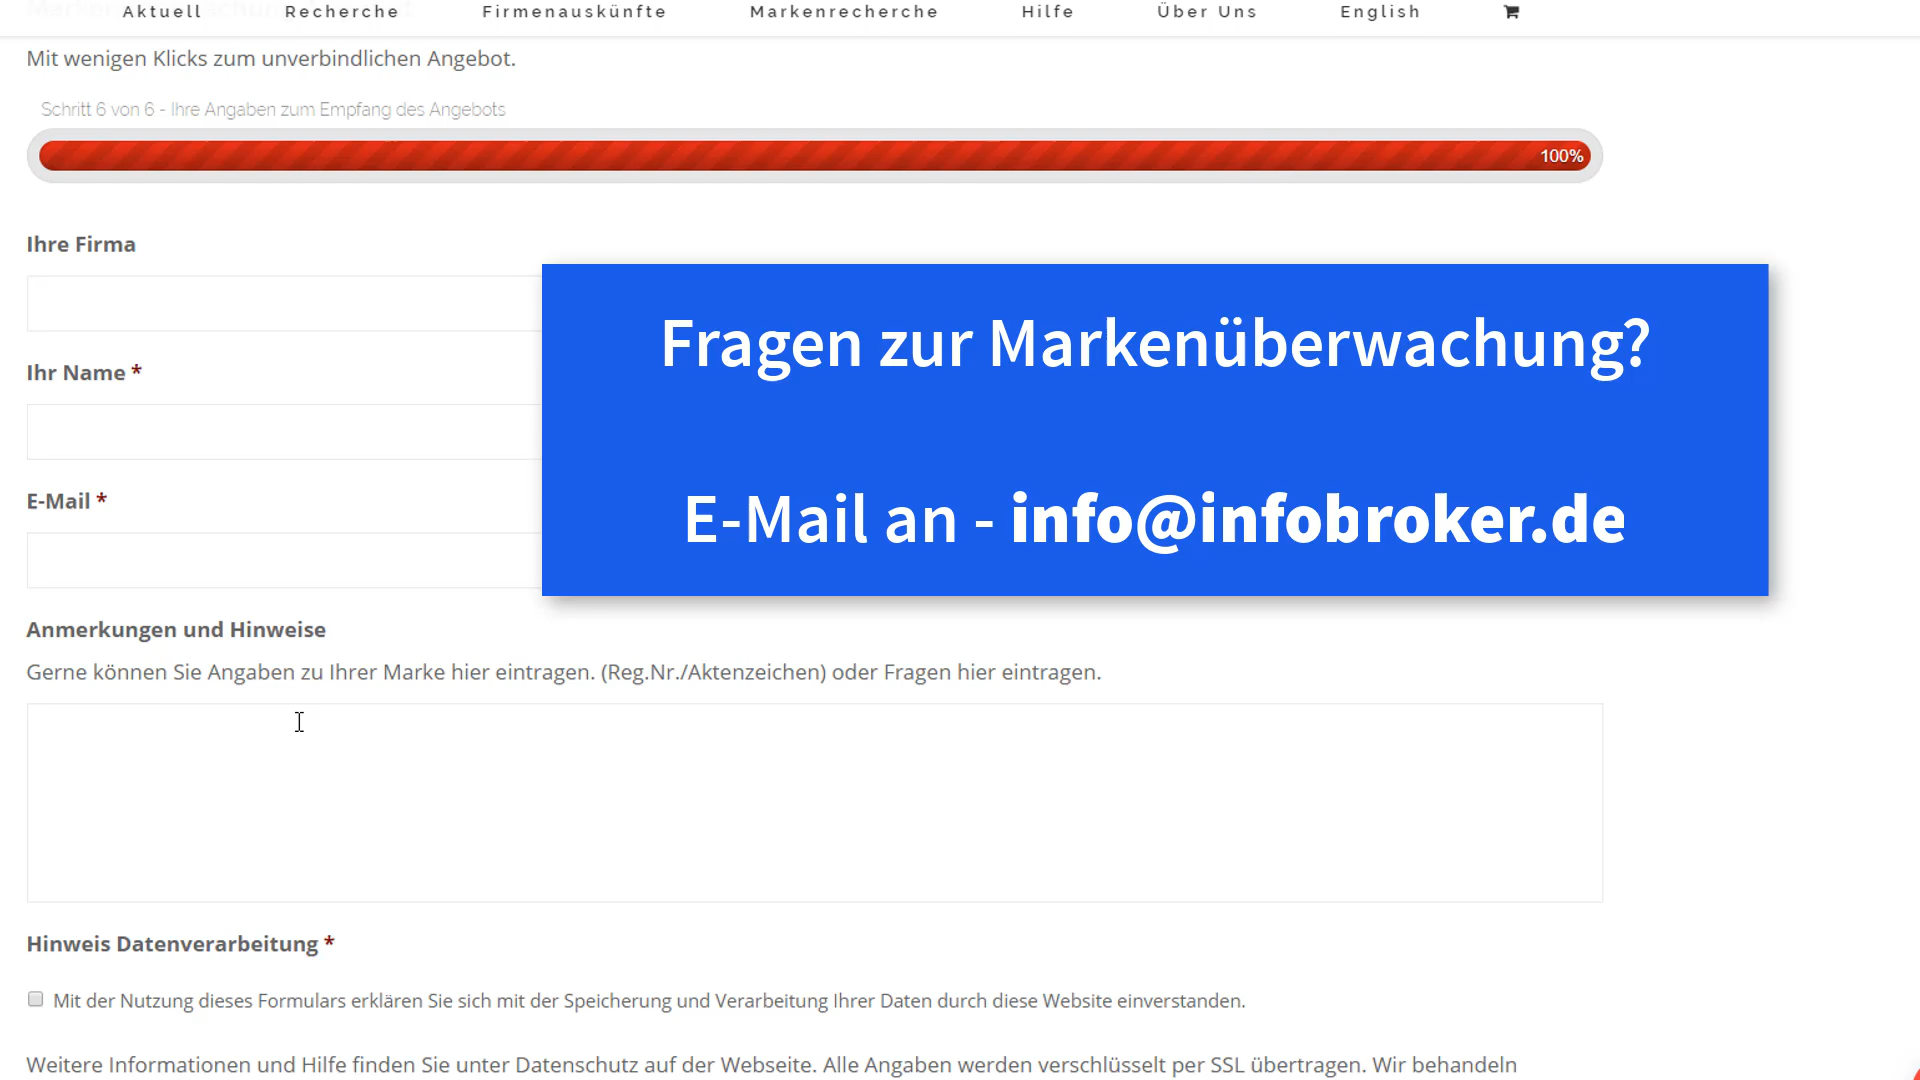 Aktuell Recherche Firmenauskünfte Markenrecherche Hilfe Über Uns English
Mit wenigen Klicks zum unverbindlichen Angebot.
Schritt 6 von 6 - Ihre Angaben zum Empfang des Angebots
100%
Ihre Firma
Fragen zur Markenüberwachung?
Ihr Name *
E-Mail *
E-Mail an - info@infobroker.de
Anmerkungen und Hinweise
Gerne können Sie Angaben zu Ihrer Marke hier eintragen. (Reg.Nr./Aktenzeichen) oder Fragen hier eintragen.
Hinweis Datenverarbeitung *
Mit der Nutzung dieses Formulars erklären Sie sich mit der Speicherung und Verarbeitung Ihrer Daten durch diese Website einverstanden.
Weitere Informationen und Hilfe finden Sie unter Datenschutz auf der Webseite. Alle Angaben werden verschlüsselt per SSL übertragen. Wir behandeln